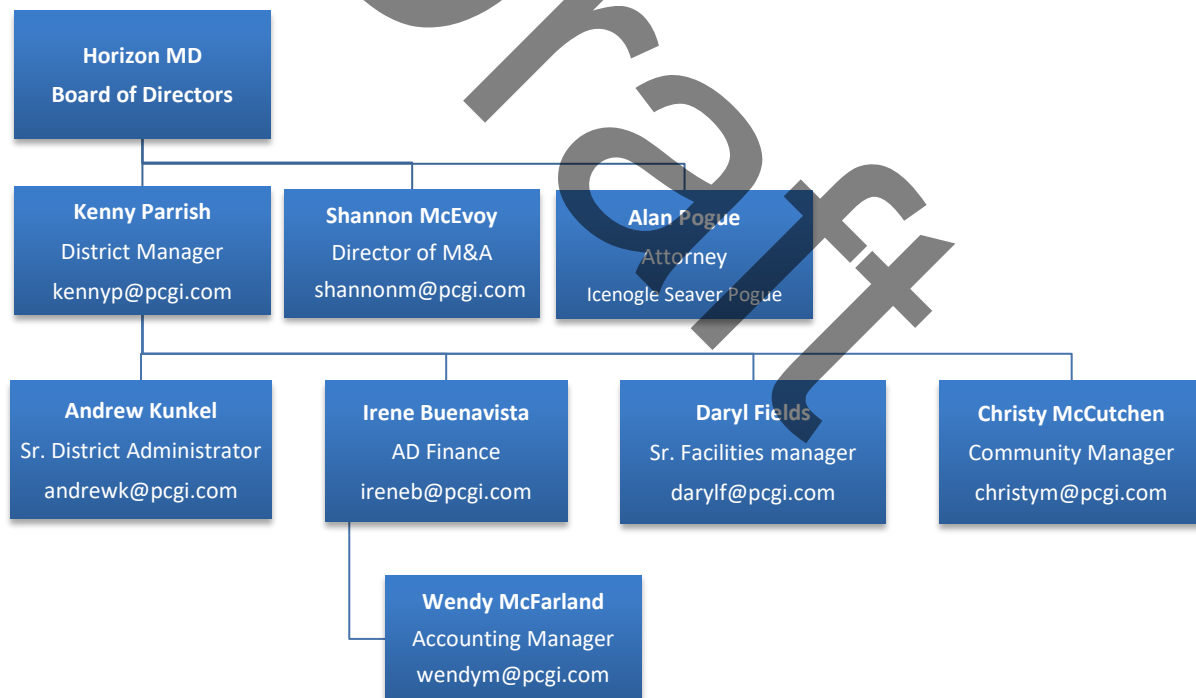 Horizon MD
Board of Directors
Kenny Parrish
District Manager
kennyp@pcgi.com
Shannon McEvoy
Director of M&A
shannonm@pcgi.com
Alan Pogue
Attorney
Icenogle Seaver Pogue
Andrew Kunkel
Sr. District Administrator
andrewk@pcgi.com
Irene Buenavista
AD Finance
ireneb@pcgi.com
Daryl Fields
Sr. Facilities manager
darylf@pcgi.com
Christy McCutchen
Community Manager
christym@pcgi.com
Wendy McFarland
Accounting Manager
wendym@pcgi.com
raft